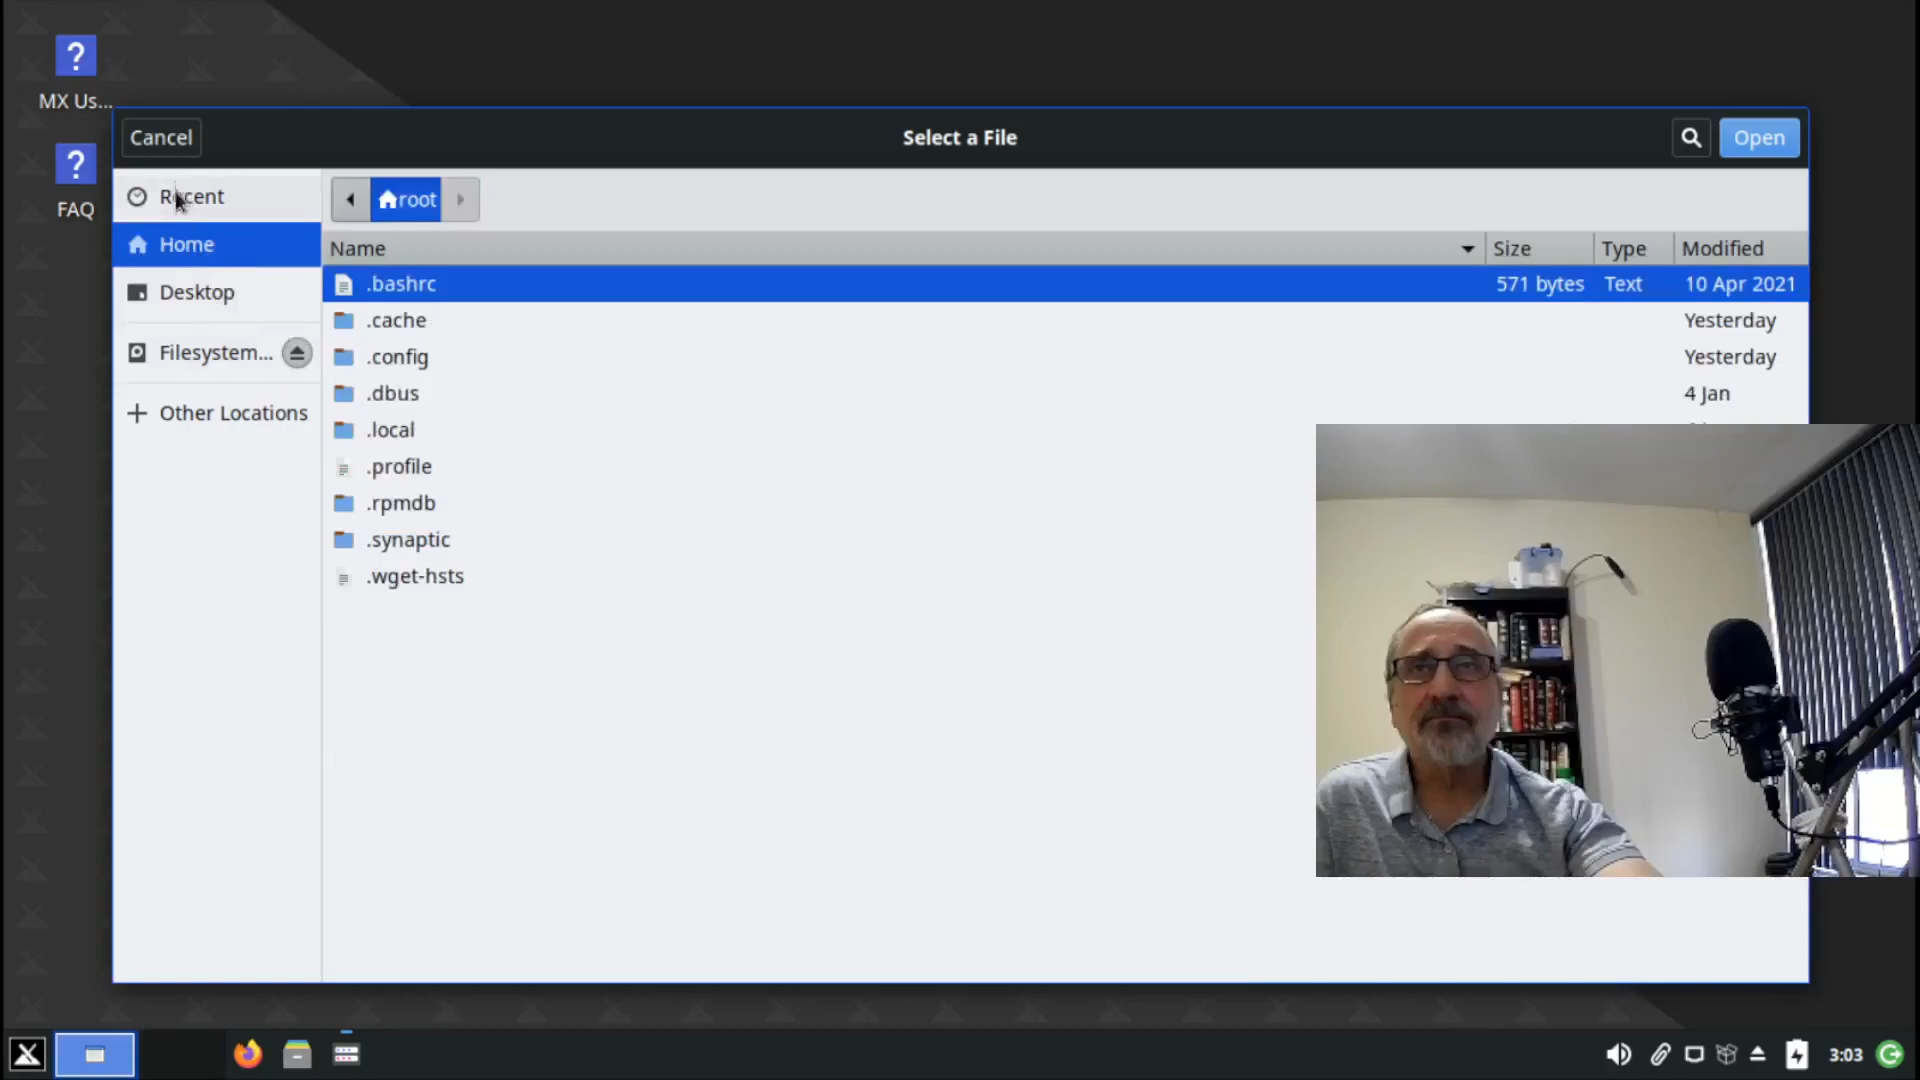 MX Us...
FAQ
Cancel
Select a File
Open
Recent
Home
Desktop
Filesystem...
Other Locations
root
Name Size Type Modified
.bashrc 571 bytes Text 10 Apr 2021
.cache Yesterday
.config Yesterday
.dbus 4 Jan
.local
.profile
.rpmdb
.synaptic
.wget-hsts
3:03